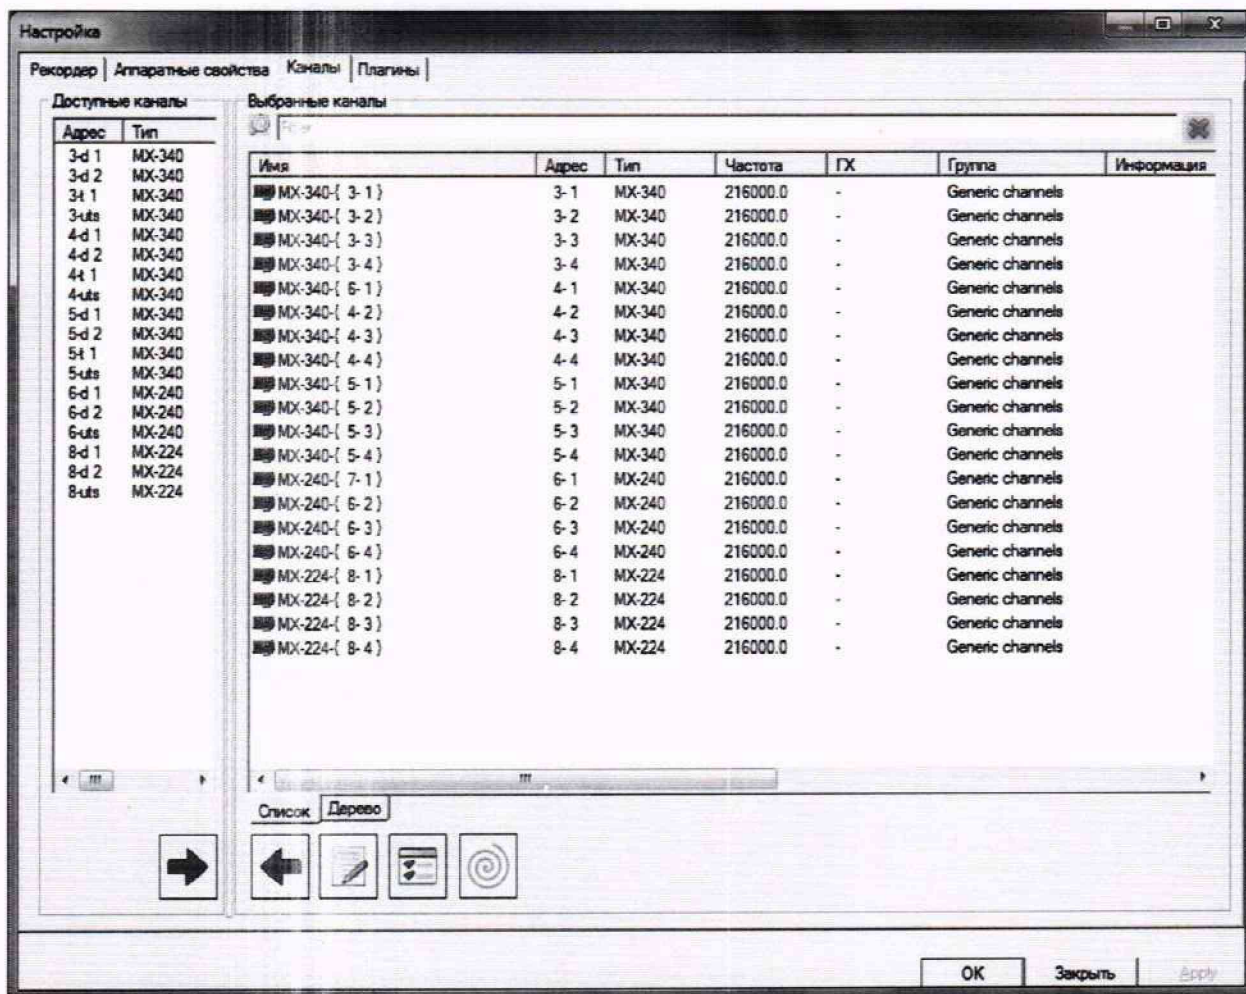 Настройка
Рекордер Аппаратные свойства Каналы Плагины
Доступные каналы
Адрес Тип
3-d 1 MX-340
3-d 2 MX-340
3-t 1 MX-340
3-uts MX-340
4-d 1 MX-340
4-d 2 MX-340
4-t 1 MX-340
4-uts MX-340
5-d 1 MX-340
5-d 2 MX-340
5-t 1 MX-340
5-uts MX-340
6-d 1 MX-240
6-d 2 MX-240
6-uts MX-240
8-d 1 MX-224
8-d 2 MX-224
8-uts MX-224
Выбранные каналы
Имя Адрес Тип Частота ГХ Группа Информация
MX-340-{ 3- 1 } 3- 1 MX-340 216000.0 - Generic channels
MX-340-{ 3- 2 } 3- 2 MX-340 216000.0 - Generic channels
MX-340-{ 3- 3 } 3- 3 MX-340 216000.0 - Generic channels
MX-340-{ 3- 4 } 3- 4 MX-340 216000.0 - Generic channels
MX-340-{ 6- 1 } 4- 1 MX-340 216000.0 - Generic channels
MX-340-{ 4- 2 } 4- 2 MX-340 216000.0 - Generic channels
MX-340-{ 4- 3 } 4- 3 MX-340 216000.0 - Generic channels
MX-340-{ 4- 4 } 4- 4 MX-340 216000.0 - Generic channels
MX-340-{ 5- 1 } 5- 1 MX-340 216000.0 - Generic channels
MX-340-{ 5- 2 } 5- 2 MX-340 216000.0 - Generic channels
MX-340-{ 5- 3 } 5- 3 MX-340 216000.0 - Generic channels
MX-340-{ 5- 4 } 5- 4 MX-340 216000.0 - Generic channels
MX-240-{ 7- 1 } 6- 1 MX-240 216000.0 - Generic channels
MX-240-{ 6- 2 } 6- 2 MX-240 216000.0 - Generic channels
MX-240-{ 6- 3 } 6- 3 MX-240 216000.0 - Generic channels
MX-240-{ 6- 4 } 6- 4 MX-240 216000.0 - Generic channels
MX-224-{ 8- 1 } 8- 1 MX-224 216000.0 - Generic channels
MX-224-{ 8- 2 } 8- 2 MX-224 216000.0 - Generic channels
MX-224-{ 8- 3 } 8- 3 MX-224 216000.0 - Generic channels
MX-224-{ 8- 4 } 8- 4 MX-224 216000.0 - Generic channels
Список Дерево
OK Закрыть Apply